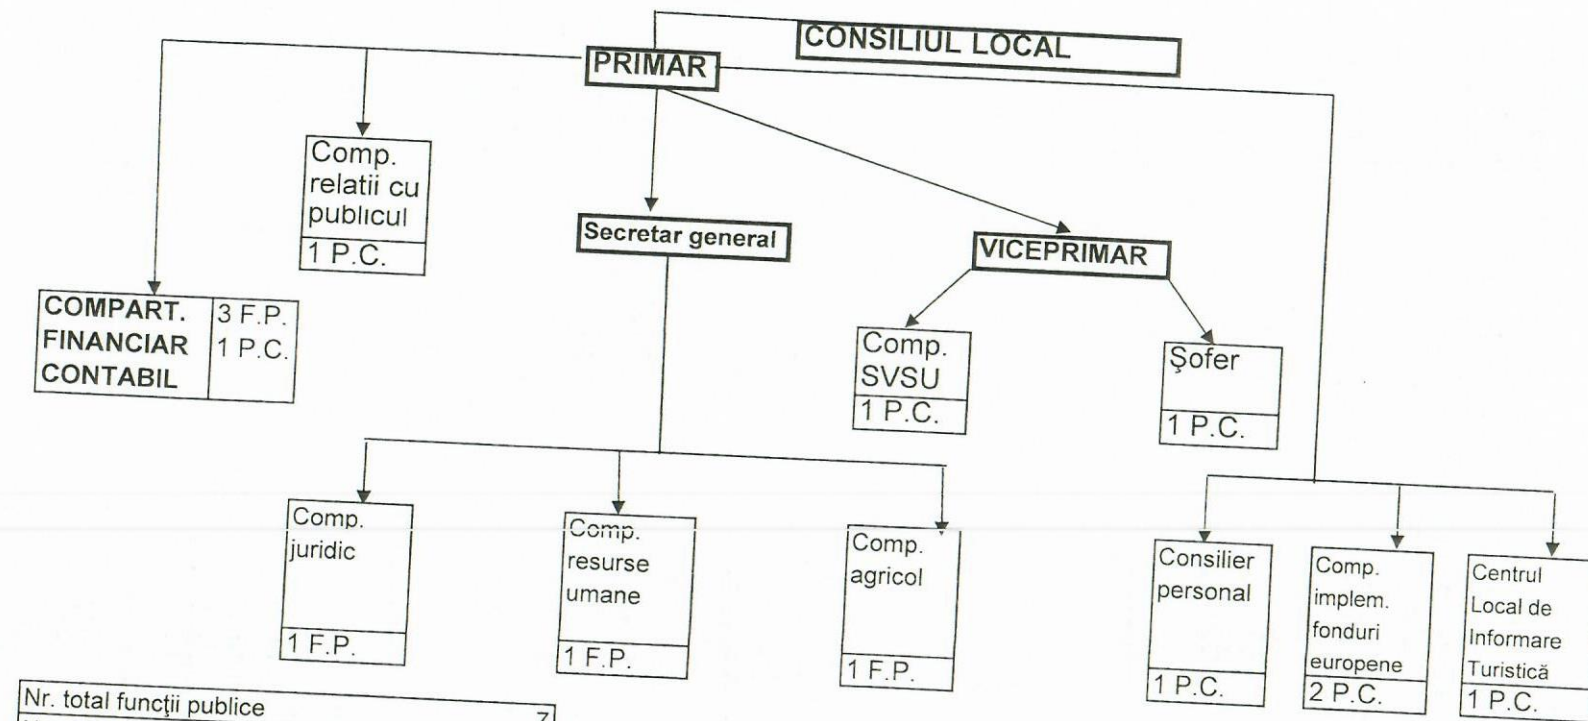 CONSILIUL LOCAL
PRIMAR
Comp.
relatii cu
publicul
1 P.C.
Secretar general
VICEPRIMAR
COMPART.
FINANCIAR
CONTABIL
3 F.P.
1 P.C.
Comp.
SVSU
1 P.C.
Şofer
1 P.C.
Comp.
juridic
1 F.P.
Comp.
resurse
umane
1 F.P.
Comp.
agricol
1 F.P.
Consilier
personal
1 P.C.
Comp.
implem.
fonduri
europene
2 P.C.
Centrul
Local de
Informare
Turistică
1 P.C.
Nr. total funcţii publice 7